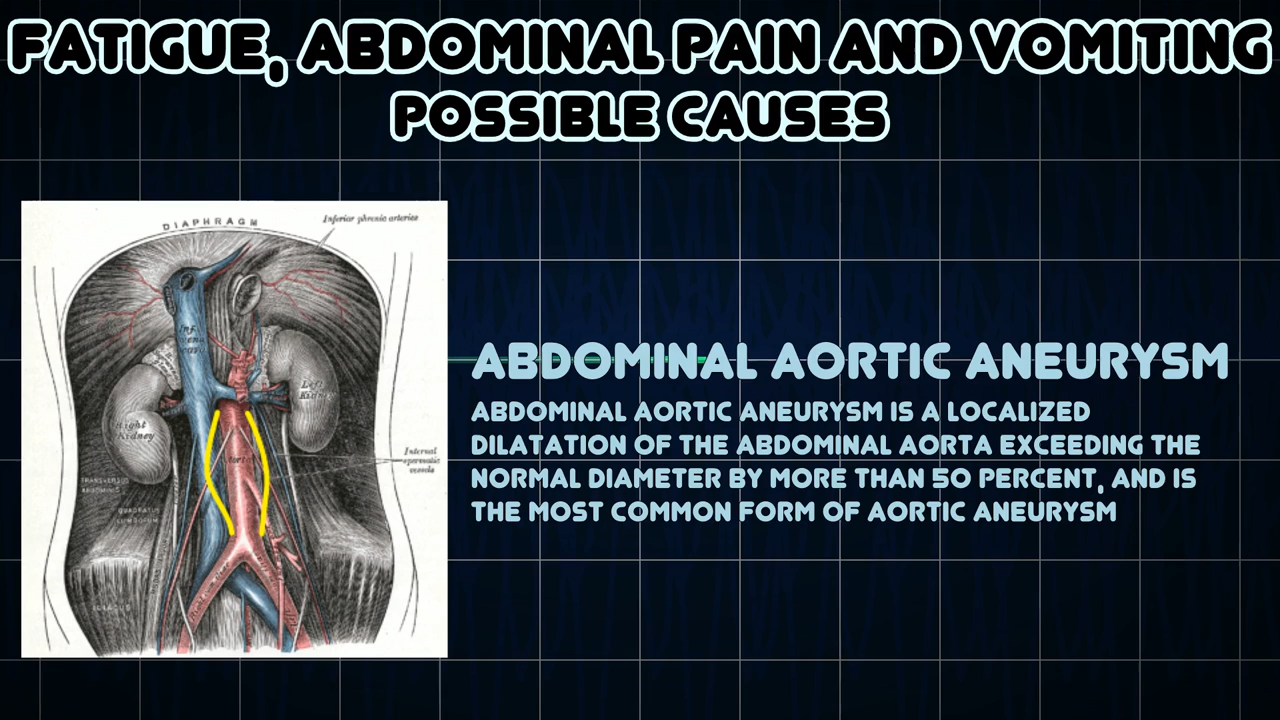 FATIGUE, ABDOMINAL PAIN AND VOMITING
POSSIBLE CAUSES
DIAPHRAGM
Inferior phrenic arteries
Left
Kidney
Right
Kidney
Internal
spermatic
vessels
ABDOMINAL AORTIC ANEURYSM
ABDOMINAL AORTIC ANEURYSM IS A LOCALIZED
DILATATION OF THE ABDOMINAL AORTA EXCEEDING THE
NORMAL DIAMETER BY MORE THAN 50 PERCENT, AND IS
THE MOST COMMON FORM OF AORTIC ANEURYSM